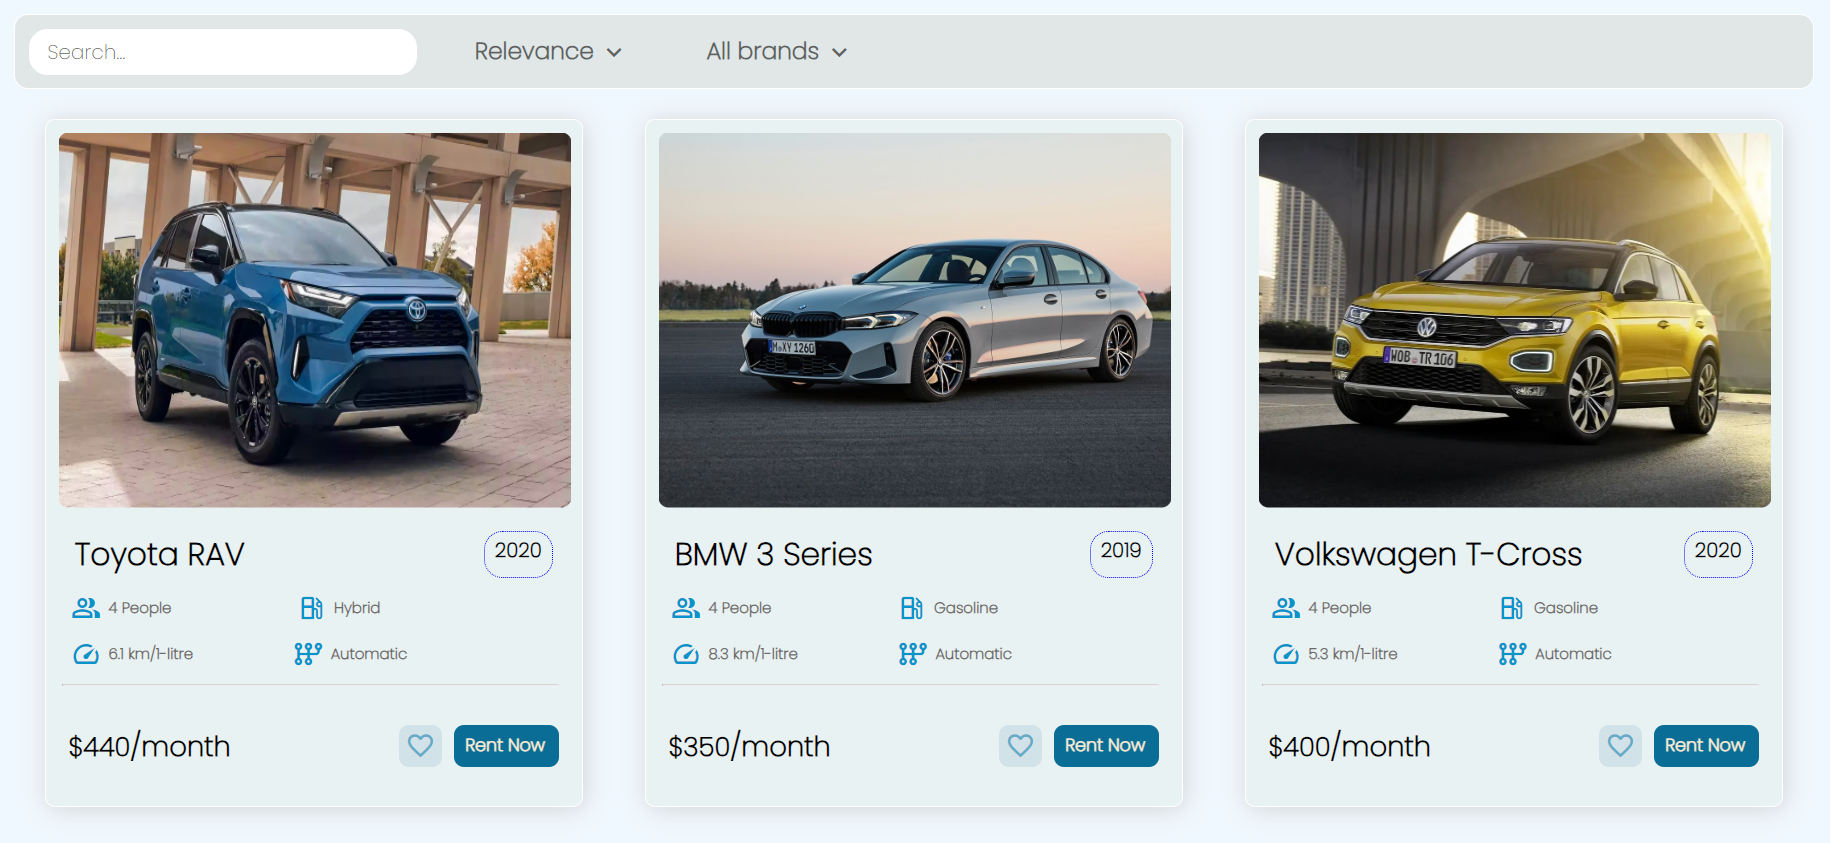 Search...
Relevance
All brands
M XY 1260
WOB TR 106
Toyota RAV
2020
4 People
Hybrid
6.1 km/1-litre
Automatic
$440/month
Rent Now
BMW 3 Series
2019
4 People
Gasoline
8.3 km/1-litre
Automatic
$350/month
Rent Now
Volkswagen T-Cross
2020
4 People
Gasoline
5.3 km/1-litre
Automatic
$400/month
Rent Now